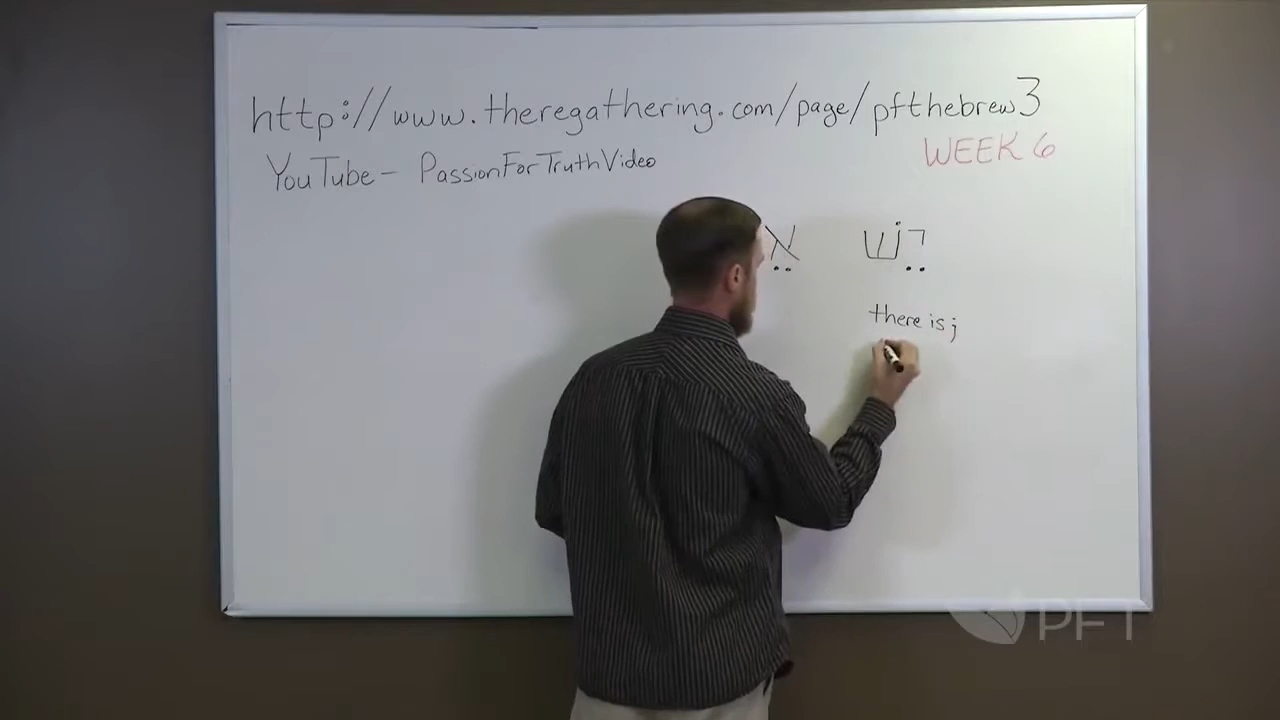 http://www.theregathering.com/page/pfthebrew3
WEEK 6
YouTube- PassionForTruthVideo
יֵשׁ
אֵ
there is;
PFT